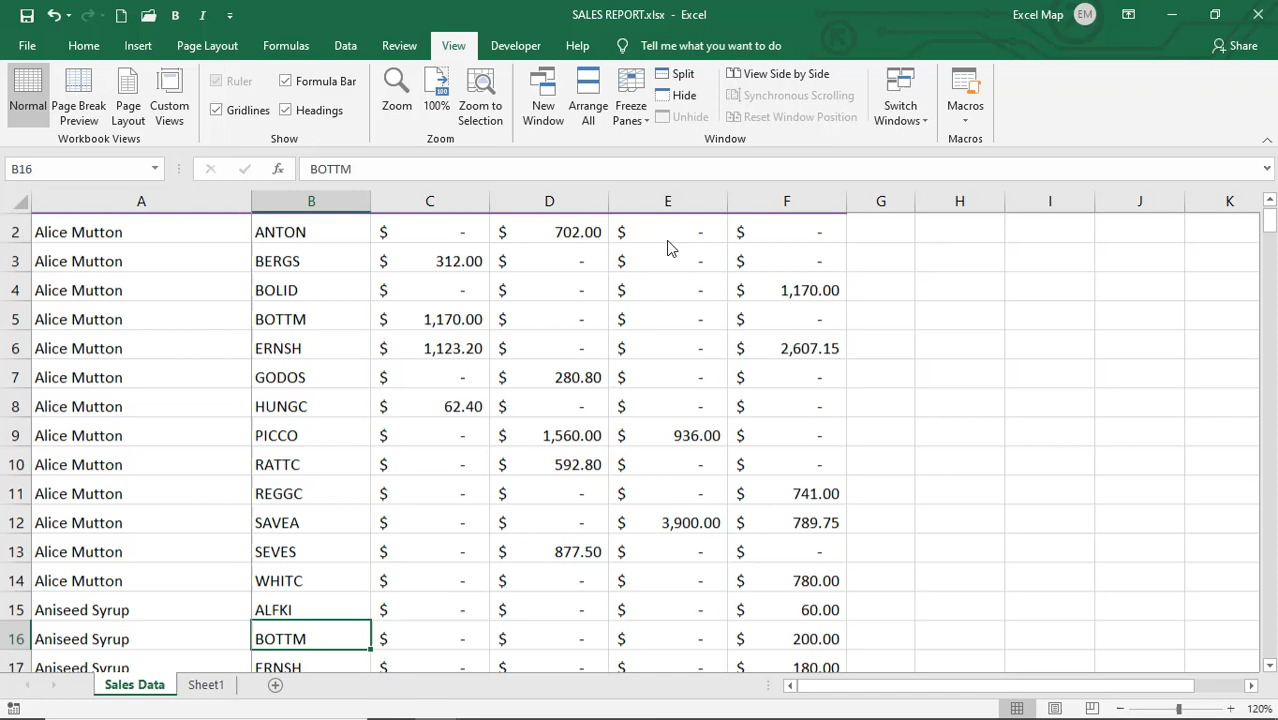 SALES REPORT.xlsx - Excel
Excel Map EM
File Home Insert Page Layout Formulas Data Review View Developer Help Tell me what you want to do Share
Normal
Page Break Preview
Page Layout
Custom Views
Workbook Views
Ruler Formula Bar
Gridlines Headings
Show
Zoom 100% Zoom to Selection
Zoom
New Window
Arrange All
Freeze Panes
Split
Hide
Unhide
View Side by Side
Synchronous Scrolling
Reset Window Position
Switch Windows
Window
Macros
Macros
B16 fx BOTTM
A B C D E F G H I J K
2 Alice Mutton ANTON $ - $ 702.00 $ - $ -
3 Alice Mutton BERGS $ 312.00 $ - $ - $ -
4 Alice Mutton BOLID $ - $ - $ - $ 1,170.00
5 Alice Mutton BOTTM $ 1,170.00 $ - $ - $ -
6 Alice Mutton ERNSH $ 1,123.20 $ - $ - $ 2,607.15
7 Alice Mutton GODOS $ - $ 280.80 $ - $ -
8 Alice Mutton HUNGC $ 62.40 $ - $ - $ -
9 Alice Mutton PICCO $ - $ 1,560.00 $ 936.00 $ -
10 Alice Mutton RATTC $ - $ 592.80 $ - $ -
11 Alice Mutton REGGC $ - $ - $ - $ 741.00
12 Alice Mutton SAVEA $ - $ - $ 3,900.00 $ 789.75
13 Alice Mutton SEVES $ - $ 877.50 $ - $ -
14 Alice Mutton WHITC $ - $ - $ - $ 780.00
15 Aniseed Syrup ALFKI $ - $ - $ - $ 60.00
16 Aniseed Syrup BOTTM $ - $ - $ - $ 200.00
17 Aniseed Syrup ERNSH $ - $ - $ - $ 180.00
Sales Data Sheet1
120%